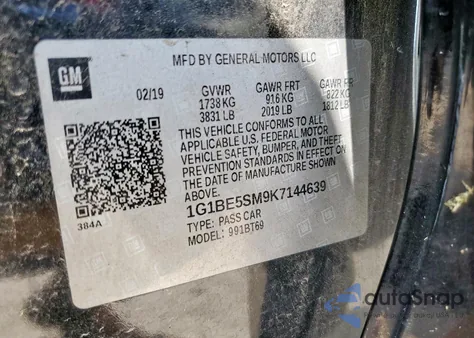 MFD BY GENERAL MOTORS LLC
GM
02/19 GVWR GAWR FRT GAWR RR
1738 KG 916 KG 822 KG
3831 LB 2019 LB 1812 LB
THIS VEHICLE CONFORMS TO ALL
APPLICABLE U.S. FEDERAL MOTOR
VEHICLE SAFETY, BUMPER, AND THEFT
PREVENTION STANDARDS IN EFFECT
ON THE DATE OF MANUFACTURE SHOWN
ABOVE.
384A
1G1BE5SM9K7144639
TYPE: PASS CAR
MODEL: 991BT69
autoSnap